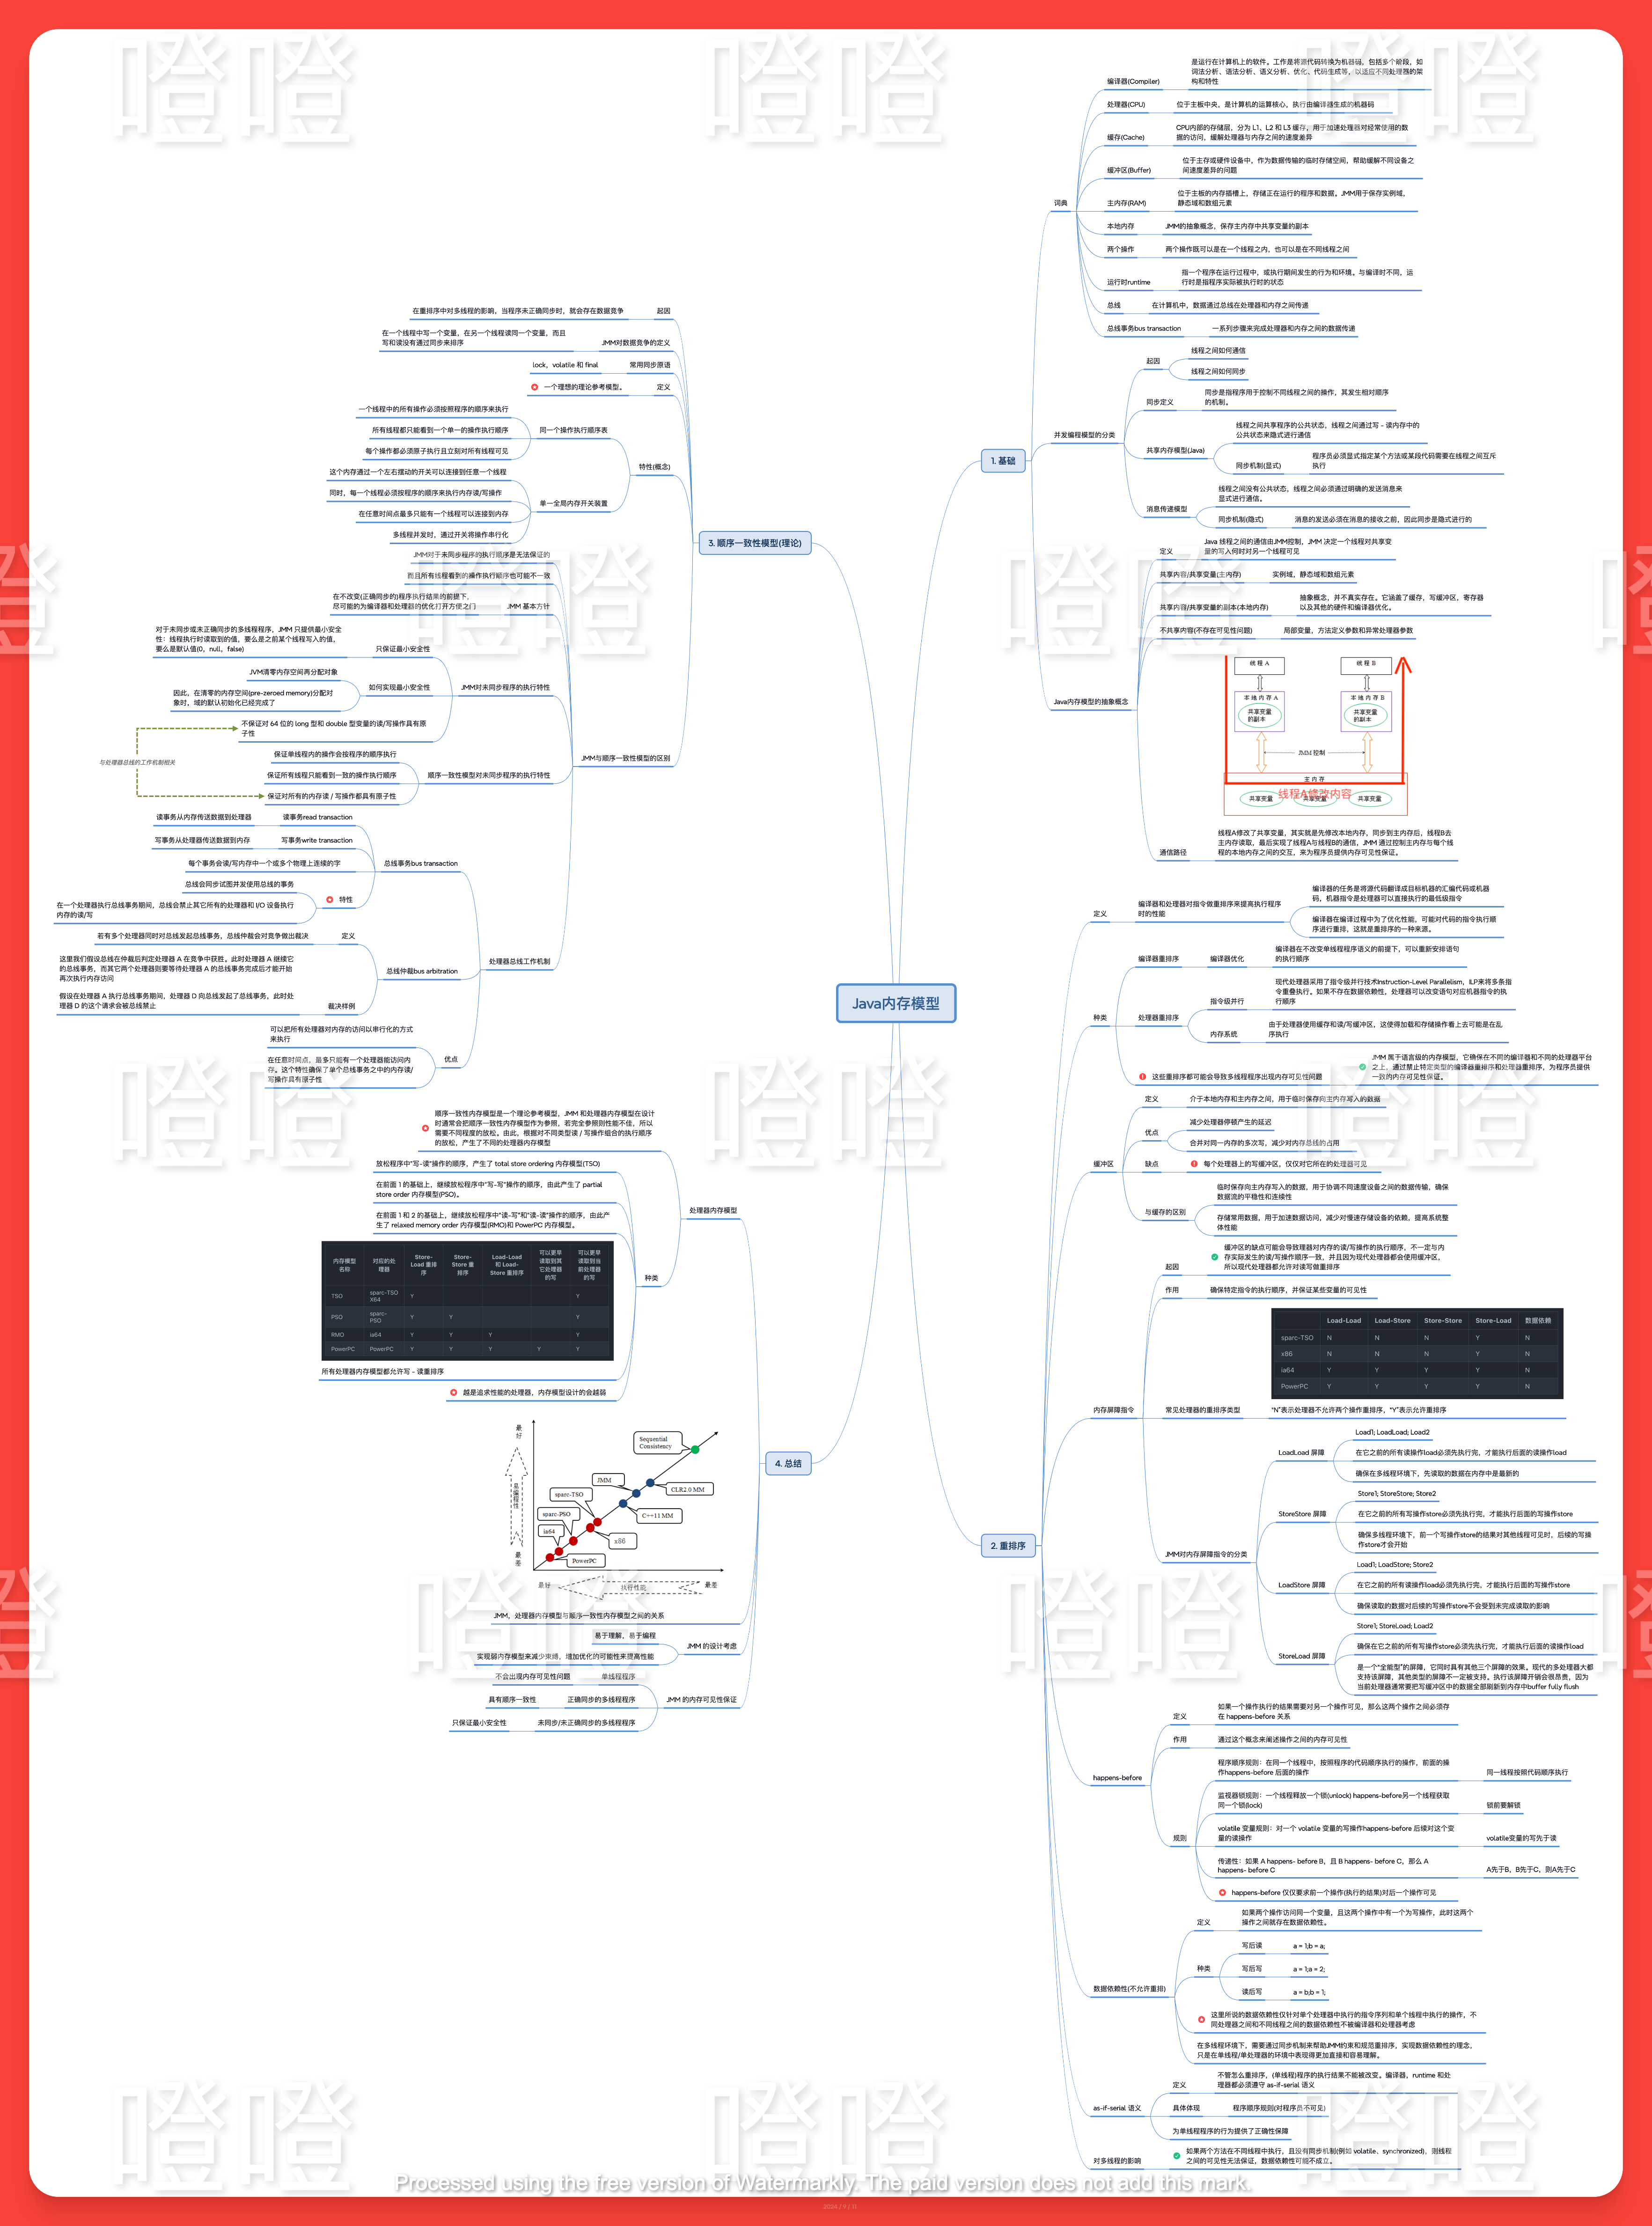 Java内存模型
1. 基础
词典
编译器(Compiler)
是运行在计算机上的软件。工作是将源代码转换为机器码，包括多个阶段，如
词法分析、语法分析、语义分析、优化、代码生成等。以适应不同处理器的架
构和特性
处理器(CPU)
位于主板中央，是计算机的运算核心，执行由编译器生成的机器码
缓存(Cache)
CPU内部的存储层，分为 L1、L2 和 L3 缓存，用于加速处理器对经常使用的数
据的访问，缓解处理器与内存之间的速度差异
缓冲区(Buffer)
位于主存或硬件设备中，作为数据传输的临时存储空间，帮助缓解不同设备之
间速度差异的问题
主内存(RAM)
位于主板的内存插槽上，存储正在运行的程序和数据。JMM用于保存实例域，
静态域和数组元素
本地内存
JMM的抽象概念，保存主内存中共享变量的副本
两个操作
两个操作既可以是在一个线程之内，也可以是在不同线程之间
运行时runtime
指一个程序在运行过程中，或执行期间发生的行为和环境。与编译时不同，运
行时是指程序实际被执行时的状态
总线
在计算机中，数据通过总线在处理器和内存之间传递
总线事务bus transaction
一系列步骤来完成处理器和内存之间的数据传递
并发编程模型的分类
起因
线程之间如何通信
线程之间如何同步
同步定义
同步是指程序用于控制不同线程之间的操作，其发生相对顺序
的机制。
共享内存模型(Java)
线程之间共享程序的公共状态，线程之间通过写 - 读内存中的
公共状态来隐式进行通信
同步机制(显式)
程序员必须显式指定某个方法或某段代码需要在线程之间互斥
执行
消息传递模型
线程之间没有公共状态，线程之间必须通过明确的发送消息来
显式进行通信。
同步机制(隐式)
消息的发送必须在消息的接收之前，因此同步是隐式进行的
Java内存模型的抽象概念
定义
Java 线程之间的通信由JMM控制，JMM 决定一个线程对共享变
量的写入何时对另一个线程可见
共享内容/共享变量(主内存)
实例域，静态域和数组元素
共享内容/共享变量的副本(本地内存)
抽象概念，并不真实存在。它涵盖了缓存，写缓冲区，寄存器
以及其他的硬件和编译器优化。
不共享内容(不存在可见性问题)
局部变量，方法定义参数和异常处理器参数
线程 A
线程 B
本地内存 A
本地内存 B
共享变量
的副本
共享变量
的副本
JMM 控制
主内存
线程A修改内容
共享变量
共享变量
共享变量
通信路径
线程A修改了共享变量，其实就是先修改本地内存，同步到主内存后，线程B去
主内存读取，最后实现了线程A与线程B的通信，JMM 通过控制主内存与每个线
程的本地内存之间的交互，来为程序员提供内存可见性保证。
2. 重排序
定义
编译器和处理器对指令做重排序来提高执行程序
时的性能
编译器的任务是将源代码翻译成目标机器的汇编代码或机器
码，机器指令是处理器可以直接执行的最低级指令
编译器在编译过程中为了优化性能，可能对代码的指令执行顺
序进行重排，这就是重排序的一种来源。
种类
编译器重排序
编译器优化
编译器在不改变单线程程序语义的前提下，可以重新安排语句
的执行顺序
处理器重排序
指令级并行
现代处理器采用了指令级并行技术Instruction-Level Parallelism，ILP来将多条指
令重叠执行。如果不存在数据依赖性，处理器可以改变语句对应机器指令的执
行顺序
内存系统
由于处理器使用缓存和读/写缓冲区，这使得加载和存储操作看上去可能是在乱
序执行
这些重排序都可能会导致多线程程序出现内存可见性问题
JMM 属于语言级的内存模型，它确保在不同的编译器和不同的处理器平台
之上，通过禁止特定类型的编译器重排序和处理器重排序，为程序员提供
一致的内存可见性保证。
缓冲区
定义
介于本地内存和主内存之间，用于临时保存向主内存写入的数据
优点
减少处理器停顿产生的延迟
合并对同一内存的多次写，减少对内存总线的占用
缺点
每个处理器上的写缓冲区，仅仅对它所在的处理器可见
与缓存的区别
临时保存向主内存写入的数据，用于协调不同速度设备之间的数据传输，确保
数据流的平稳性和连续性
存储常用数据，用于加速数据访问，减少对慢速存储设备的依赖，提高系统整
体性能
内存屏障指令
起因
缓冲区的缺点可能会导致理器对内存的读/写操作的执行顺序，不一定与内
存实际发生的读/写操作顺序一致，并且因为现代处理器都会使用缓冲区，
所以现代处理器都允许对读写做重排序
作用
确保特定指令的执行顺序，并保证某些变量的可见性
常见处理器的重排序类型
Load-Load Load-Store Store-Store Store-Load 数据依赖
sparc-TSO N N N Y N
x86 N N N Y N
ia64 Y Y Y Y N
PowerPC Y Y Y Y N
“N”表示处理器不允许两个操作重排序，“Y”表示允许重排序
JMM对内存屏障指令的分类
LoadLoad 屏障
Load1; LoadLoad; Load2
在它之前的所有读操作load必须先执行完，才能执行后面的读操作load
确保在多线程环境下，先读取的数据在内存中是最新的
StoreStore 屏障
Store1; StoreStore; Store2
在它之前的所有写操作store必须先执行完，才能执行后面的写操作store
确保多线程环境下，前一个写操作store的结果对其他线程可见时，后续的写操
作store才会开始
LoadStore 屏障
Load1; LoadStore; Store2
在它之前的所有读操作load必须先执行完，才能执行后面的写操作store
确保读取的数据对后续的写操作store不会受到未完成读取的影响
StoreLoad 屏障
Store1; StoreLoad; Load2
确保在它之前的所有写操作store必须先执行完，才能执行后面的读操作load
是一个“全能型”的屏障，它同时具有其他三个屏障的效果。现代的多处理器大都
支持该屏障，其他类型的屏障不一定被支持。执行该屏障开销会很昂贵，因为
当前处理器通常要把写缓冲区中的数据全部刷新到内存中buffer fully flush
happens-before
定义
如果一个操作执行的结果需要对另一个操作可见，那么这两个操作之间必须存
在 happens-before 关系
作用
通过这个概念来阐述操作之间的内存可见性
规则
程序顺序规则：在同一个线程中，按照程序的代码顺序执行的操作，前面的操
作happens-before 后面的操作
同一线程按照代码顺序执行
监视器锁规则：一个线程释放一个锁(unlock) happens-before另一个线程获取
同一个锁(lock)
锁前要解锁
volatile 变量规则：对一个 volatile 变量的写操作happens-before 后续对这个变
量的读操作
volatile变量的写先于读
传递性：如果 A happens- before B，且 B happens- before C，那么 A
happens- before C
A先于B，B先于C，则A先于C
happens-before 仅仅要求前一个操作(执行的结果)对后一个操作可见
数据依赖性(不允许重排)
定义
如果两个操作访问同一个变量，且这两个操作中有一个为写操作，此时这两个
操作之间就存在数据依赖性。
种类
写后读
a = 1;b = a;
写后写
a = 1;a = 2;
读后写
a = b;b = 1;
这里所说的数据依赖性仅针对单个处理器中执行的指令序列和单个线程中执行的操作，不
同处理器之间和不同线程之间的数据依赖性不被编译器和处理器考虑
在多线程环境下，需要通过同步机制来帮助JMM约束和规范重排序，实现数据依赖性的理念，
只是在单线程/单处理器的环境中表现得更加直接和容易理解。
as-if-serial 语义
定义
不管怎么重排序，(单线程)程序的执行结果不能被改变。编译器，runtime 和处
理器都必须遵守 as-if-serial 语义
具体体现
程序顺序规则(对程序员不可见)
为单线程程序的行为提供了正确性保障
对多线程的影响
如果两个方法在不同线程中执行，且没有同步机制(例如 volatile、synchronized)，则线程
之间的可见性无法保证，数据依赖性可能不成立。
3. 顺序一致性模型(理论)
起因
在重排序中对多线程的影响，当程序未正确同步时，就会存在数据竞争
JMM对数据竞争的定义
在一个线程中写一个变量，在另一个线程读同一个变量，而且
写和读没有通过同步来排序
常用同步原语
lock，volatile 和 final
定义
一个理想的理论参考模型。
特性(概念)
同一个操作执行顺序表
一个线程中的所有操作必须按照程序的顺序来执行
所有线程都只能看到一个单一的操作执行顺序
每个操作都必须原子执行且立刻对所有线程可见
单一全局内存开关装置
这个内存通过一个左右摆动的开关可以连接到任意一个线程
同时，每一个线程必须按程序的顺序来执行内存读/写操作
在任意时间点最多只能有一个线程可以连接到内存
多线程并发时，通过开关将操作串行化
JMM与顺序一致性模型的区别
JMM对于未同步程序的执行顺序是无法保证的
而且所有线程看到的操作执行顺序也可能不一致
JMM 基本方针
在不改变(正确同步的)程序执行结果的前提下，
尽可能的为编译器和处理器的优化打开方便之门
JMM对未同步程序的执行特性
只保证最小安全性
对于未同步或未正确同步的多线程程序，JMM 只提供最小安全
性：线程执行时读取到的值，要么是之前某个线程写入的值，
要么是默认值(0，null，false)
如何实现最小安全性
JVM清零内存空间再分配对象
因此，在清零的内存空间(pre-zeroed memory)分配对
象时，域的默认初始化已经完成了
不保证对 64 位的 long 型和 double 型变量的读/写操作具有原
子性
顺序一致性模型对未同步程序的执行特性
保证单线程内的操作会按程序的顺序执行
保证所有线程只能看到一致的操作执行顺序
保证对所有的内存读 / 写操作都具有原子性
与处理器总线的工作机制相关
处理器总线工作机制
总线事务bus transaction
读事务read transaction
读事务从内存传送数据到处理器
写事务write transaction
写事务从处理器传送数据到内存
每个事务会读/写内存中一个或多个物理上连续的字
特性
总线会同步试图并发使用总线的事务
在一个处理器执行总线事务期间，总线会禁止其它所有的处理器和 I/O 设备执行
内存的读/写
总线仲裁bus arbitration
定义
若有多个处理器同时对总线发起总线事务，总线仲裁会对竞争做出裁决
裁决样例
这里我们假设总线在仲裁后判定处理器 A 在竞争中获胜。此时处理器 A 继续它
的总线事务，而其它两个处理器则要等待处理器 A 的总线事务完成后才能开始
再次执行内存访问
假设在处理器 A 执行总线事务期间，处理器 D 向总线发起了总线事务，此时处
理器 D 的这个请求会被总线禁止
优点
可以把所有处理器对内存的访问以串行化的方式
来执行
在任意时间点，最多只能有一个处理器能访问内
存。这个特性确保了单个总线事务之中的内存读/
写操作具有原子性
4. 总结
处理器内存模型
顺序一致性内存模型是一个理论参考模型，JMM 和处理器内存模型在设计
时通常会把顺序一致性内存模型作为参照，若完全参照则性能不佳，所以
需要不同程度的放松。由此，根据对不同类型读 / 写操作组合的执行顺序
的放松，产生了不同的处理器内存模型
种类
放松程序中“写-读”操作的顺序，产生了 total store ordering 内存模型(TSO)
在前面 1 的基础上，继续放松程序中“写-写”操作的顺序，由此产生了 partial
store order 内存模型(PSO)。
在前面 1 和 2 的基础上，继续放松程序中“读-写”和“读-读”操作的顺序，由此产
生了 relaxed memory order 内存模型(RMO)和 PowerPC 内存模型。
内存模型名称 对应的处理器 Store-Load 重排序 Store-Store 重排序 Load-Load 和 Load-Store 重排序 可以更早读取到其它处理器的写 可以更早读取到当前处理器的写
TSO sparc-TSO X64 Y Y
PSO sparc-PSO Y Y Y
RMO ia64 Y Y Y Y
PowerPC PowerPC Y Y Y Y Y
所有处理器内存模型都允许写 - 读重排序
越是追求性能的处理器，内存模型设计的会越弱
最好
易编程性
最差
Sequential
Consistency
JMM
CLR2.0 MM
sparc-TSO
C++11 MM
sparc-PSO
ia64
x86
PowerPC
最好
执行性能
最差
JMM，处理器内存模型与顺序一致性内存模型之间的关系
JMM 的设计考虑
易于理解，易于编程
实现弱内存模型来减少束缚，增加优化的可能性来提高性能
JMM 的内存可见性保证
单线程程序
不会出现内存可见性问题
正确同步的多线程程序
具有顺序一致性
未同步/未正确同步的多线程程序
只保证最小安全性
噔噔
噔噔
噔噔
噔噔
噔噔
噔噔
噔噔
噔噔
噔噔
噔噔
噔噔
噔噔
噔噔
Processed using the free version of Watermarkly. The paid version does not add this mark.
2024 / 9 / 11